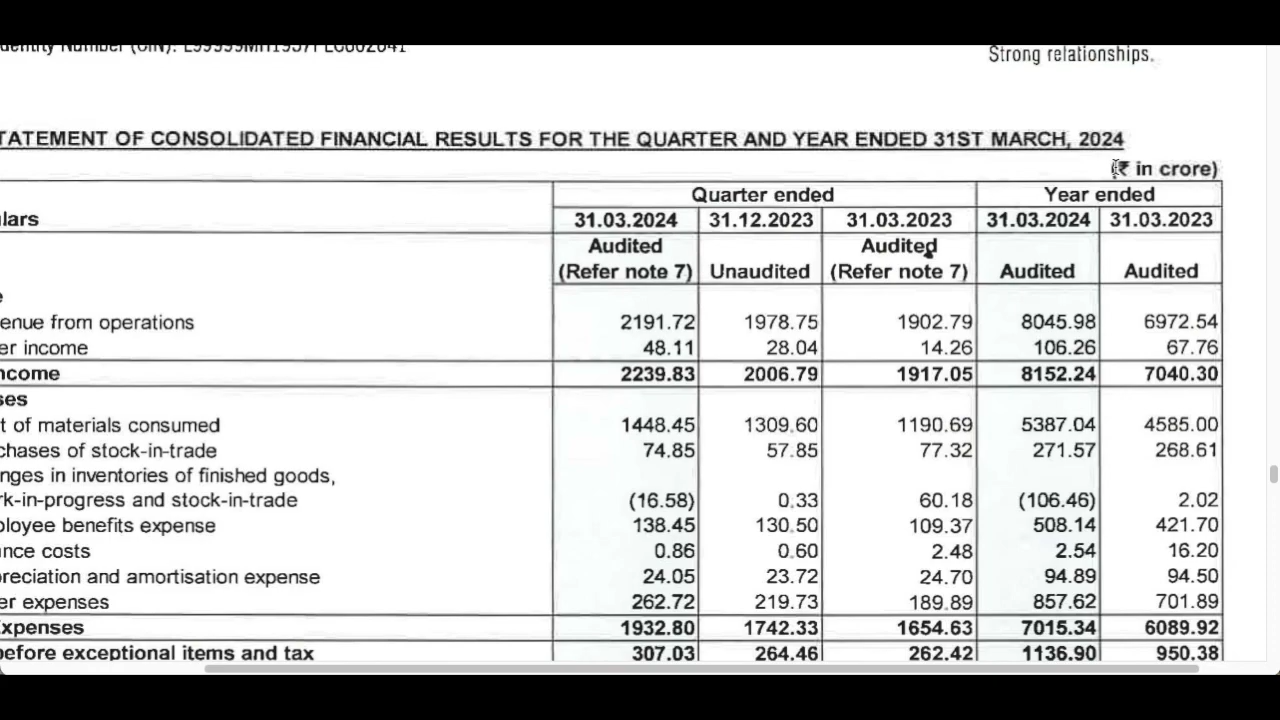 dentity Number (CIN): L99999MH1937PLC002641
Strong relationships.
TATEMENT OF CONSOLIDATED FINANCIAL RESULTS FOR THE QUARTER AND YEAR ENDED 31ST MARCH, 2024
(₹ in crore)
Quarter ended Year ended
lars 31.03.2024 31.12.2023 31.03.2023 31.03.2024 31.03.2023
Audited Audited
(Refer note 7) Unaudited (Refer note 7) Audited Audited
e
enue from operations 2191.72 1978.75 1902.79 8045.98 6972.54
er income 48.11 28.04 14.26 106.26 67.76
ncome 2239.83 2006.79 1917.05 8152.24 7040.30
ses
t of materials consumed 1448.45 1309.60 1190.69 5387.04 4585.00
chases of stock-in-trade 74.85 57.85 77.32 271.57 268.61
nges in inventories of finished goods,
rk-in-progress and stock-in-trade (16.58) 0.33 60.18 (106.46) 2.02
ployee benefits expense 138.45 130.50 109.37 508.14 421.70
ance costs 0.86 0.60 2.48 2.54 16.20
preciation and amortisation expense 24.05 23.72 24.70 94.89 94.50
er expenses 262.72 219.73 189.89 857.62 701.89
Expenses 1932.80 1742.33 1654.63 7015.34 6089.92
before exceptional items and tax 307.03 264.46 262.42 1136.90 950.38